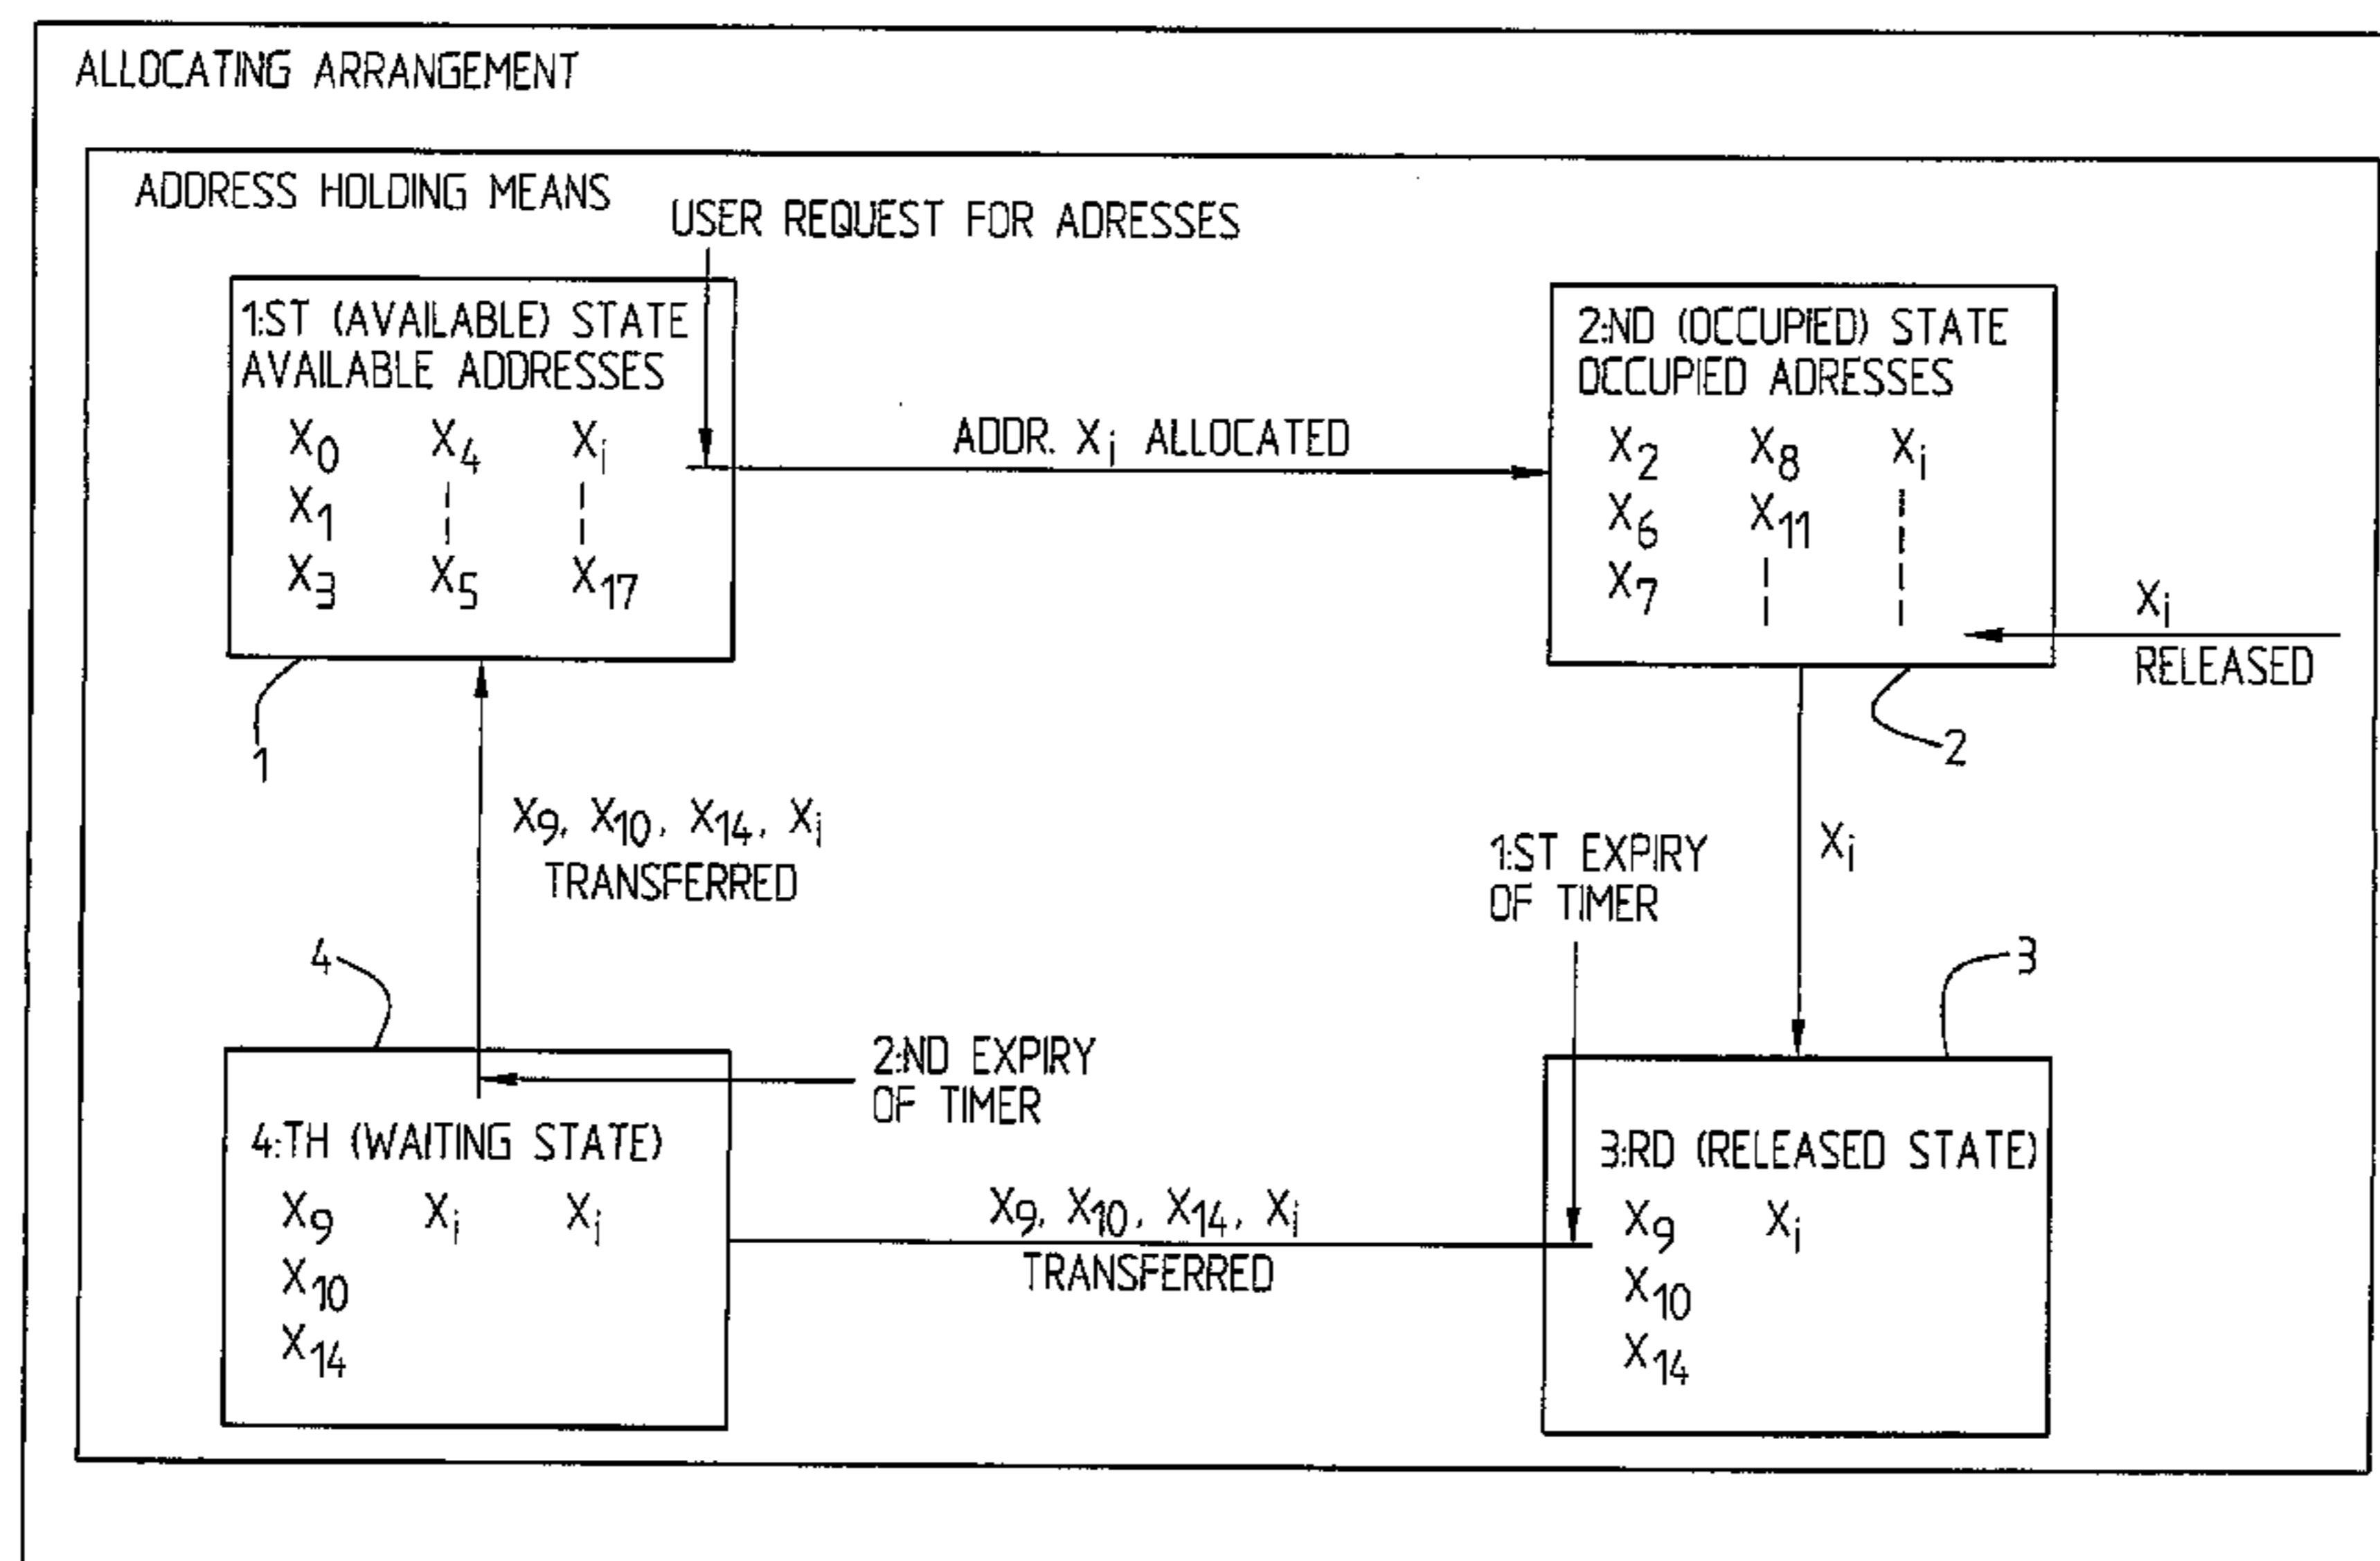 ALLOCATING ARRANGEMENT
ADDRESS HOLDING MEANS
USER REQUEST FOR ADRESSES
1:ST (AVAILABLE) STATE
AVAILABLE ADDRESSES
X0 X4 Xi
X1
X3 X5 X17
1
ADDR. Xi ALLOCATED
2:ND (OCCUPIED) STATE
OCCUPIED ADRESSES
X2 X8 Xi
X6 X11
X7
Xi
RELEASED
2
X9, X10, X14, Xi
TRANSFERRED
1:ST EXPIRY
OF TIMER
Xi
4
3
2:ND EXPIRY
OF TIMER
4:TH (WAITING STATE)
X9 Xi Xi
X10
X14
X9, X10, X14, Xi
TRANSFERRED
3:RD (RELEASED STATE)
X9 Xi
X10
X14